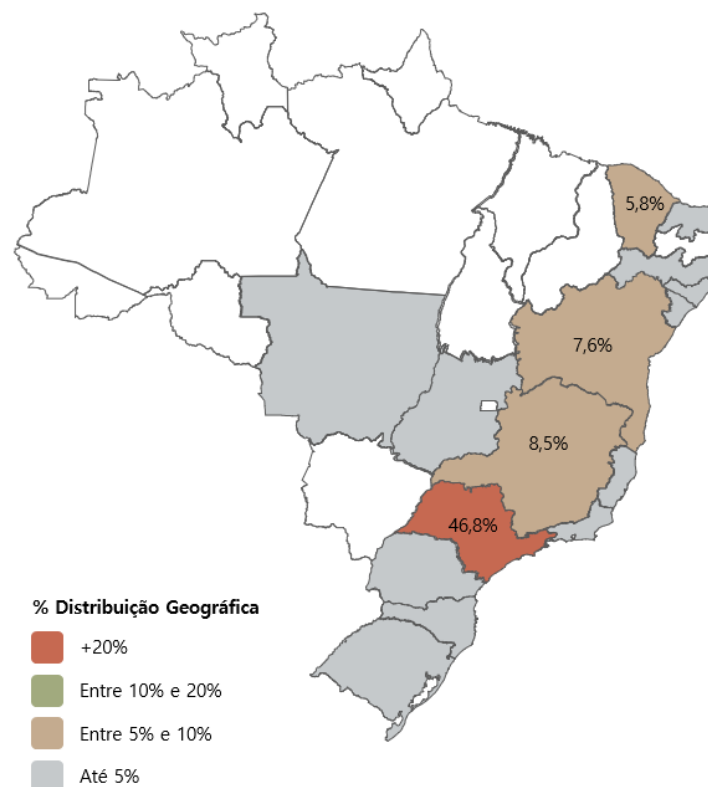 5,8%
7,6%
8,5%
46,8%
% Distribuição Geográfica
+20%
Entre 10% e 20%
Entre 5% e 10%
Até 5%